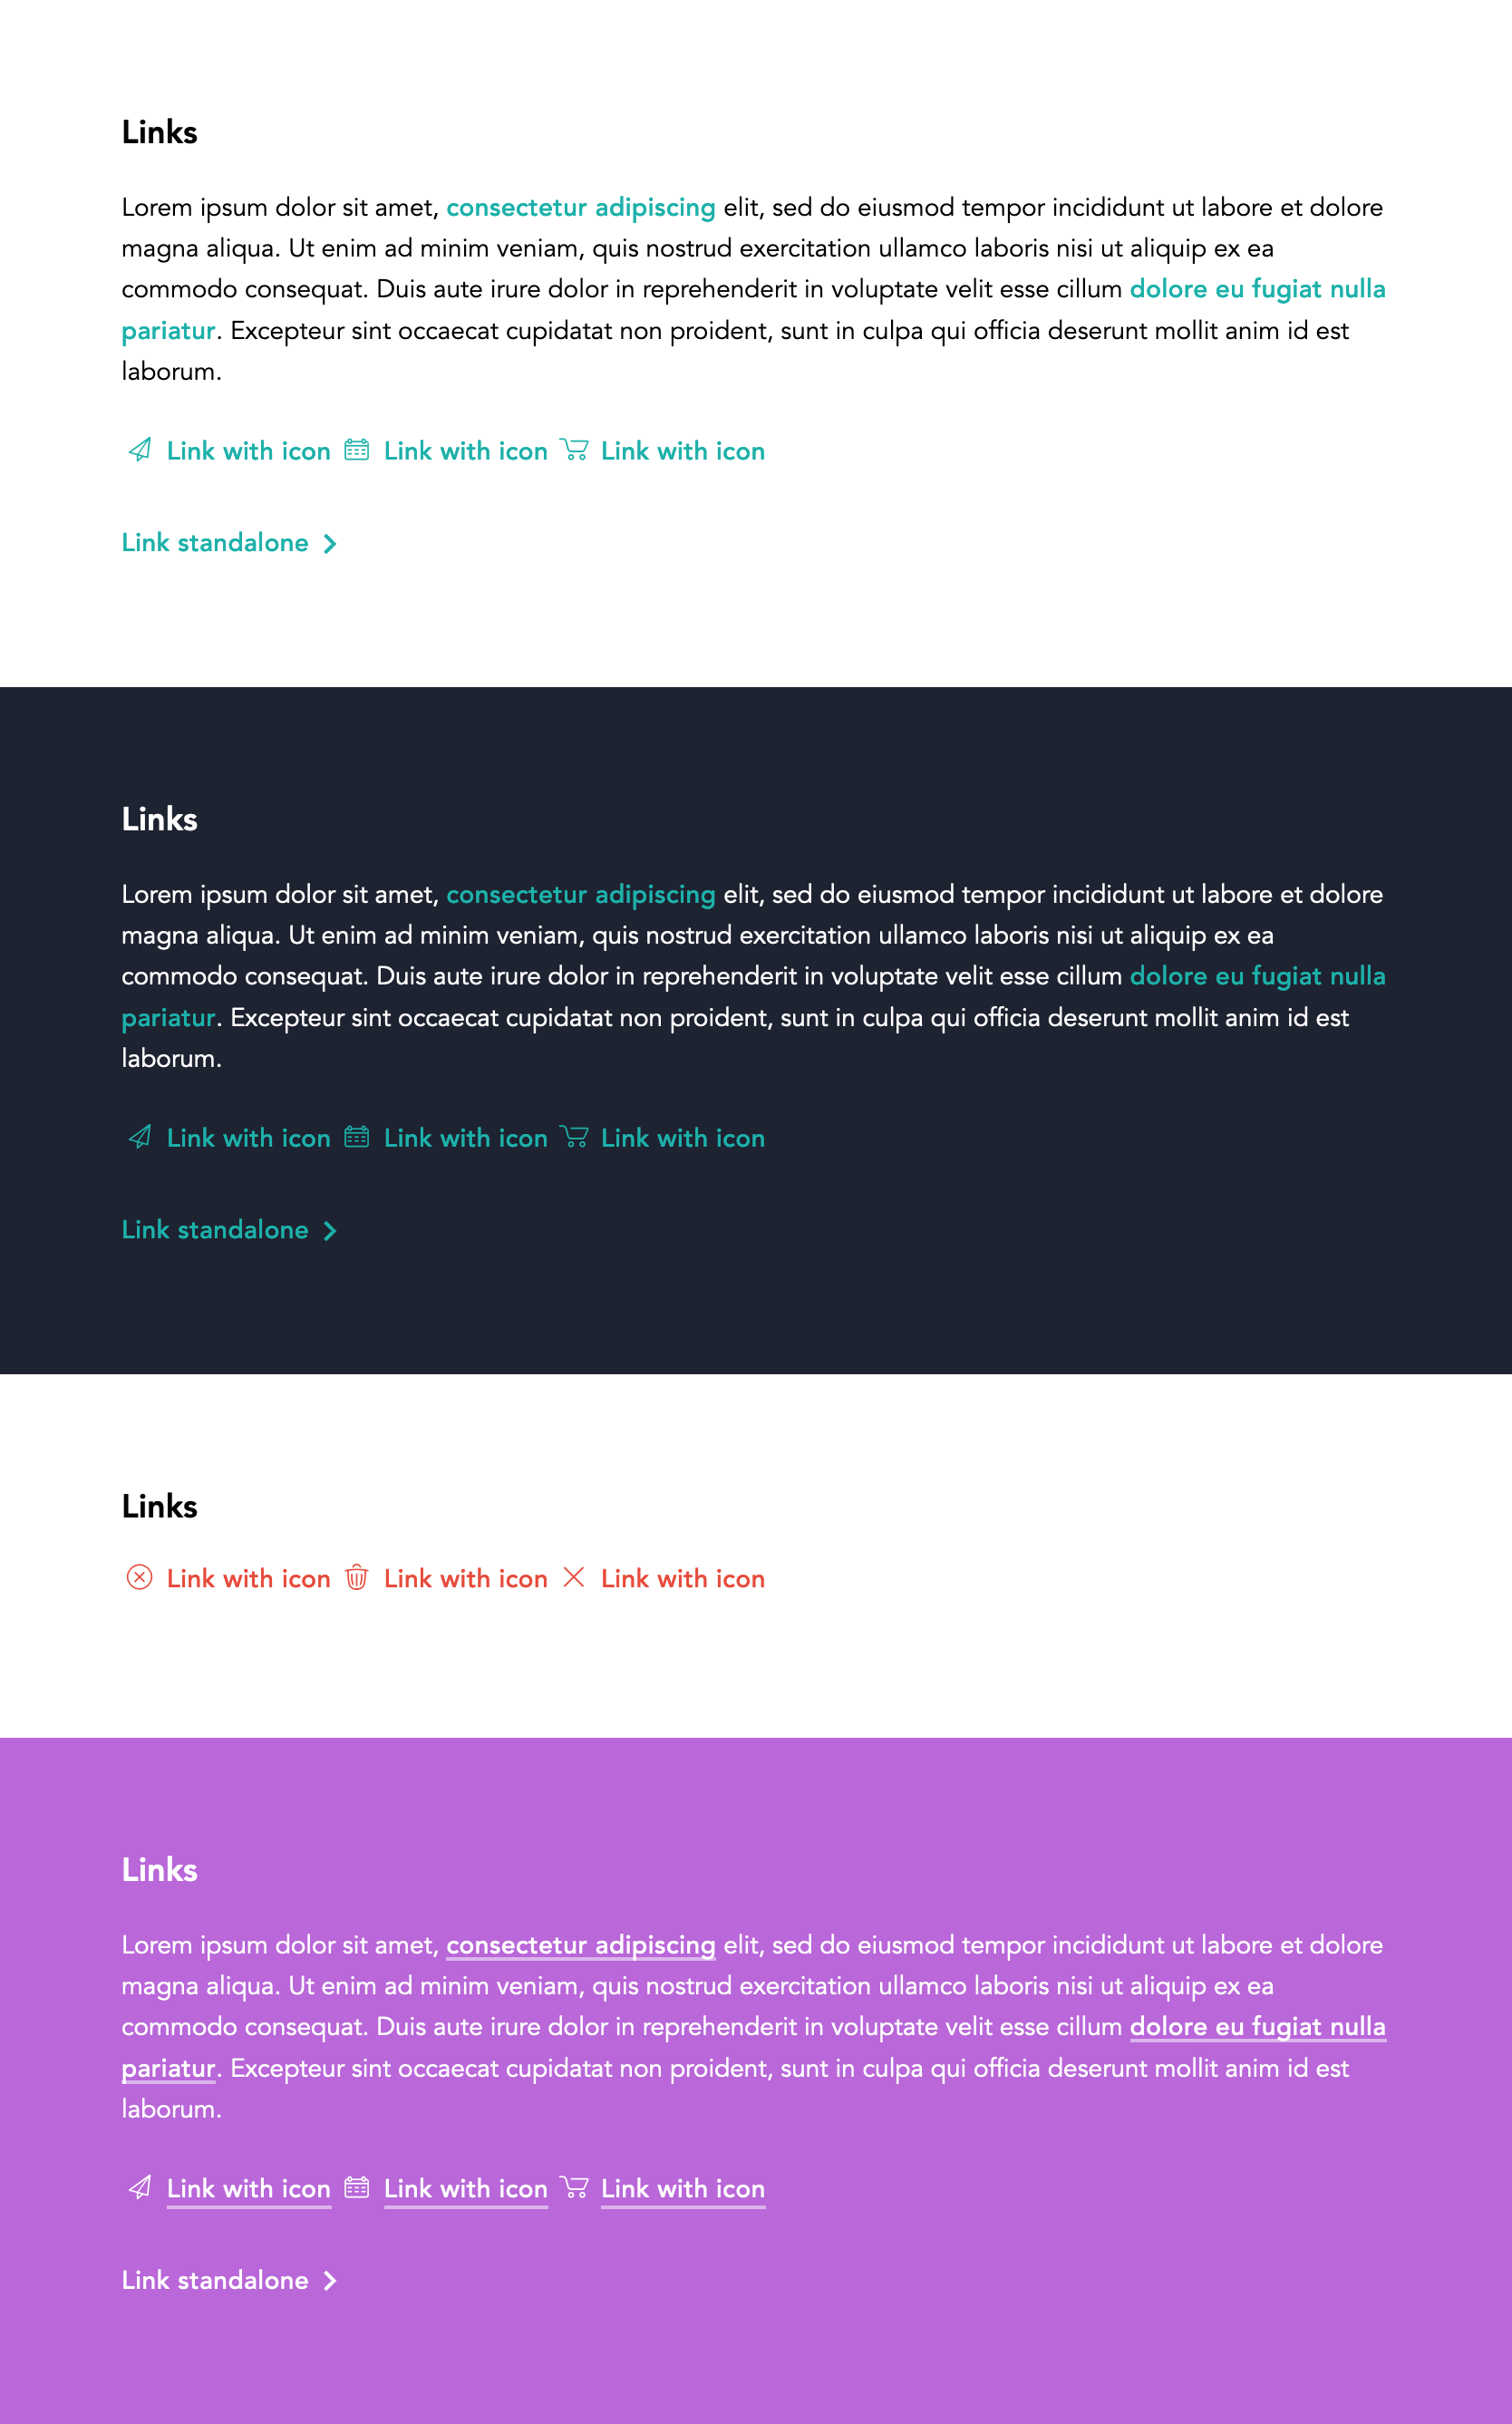 Links
Lorem ipsum dolor sit amet, consectetur adipiscing elit, sed do eiusmod tempor incididunt ut labore et dolore
magna aliqua. Ut enim ad minim veniam, quis nostrud exercitation ullamco laboris nisi ut aliquip ex ea
commodo consequat. Duis aute irure dolor in reprehenderit in voluptate velit esse cillum dolore eu fugiat nulla
pariatur. Excepteur sint occaecat cupidatat non proident, sunt in culpa qui officia deserunt mollit anim id est
laborum.
Link with icon Link with icon Link with icon
Link standalone
Links
Lorem ipsum dolor sit amet, consectetur adipiscing elit, sed do eiusmod tempor incididunt ut labore et dolore
magna aliqua. Ut enim ad minim veniam, quis nostrud exercitation ullamco laboris nisi ut aliquip ex ea
commodo consequat. Duis aute irure dolor in reprehenderit in voluptate velit esse cillum dolore eu fugiat nulla
pariatur. Excepteur sint occaecat cupidatat non proident, sunt in culpa qui officia deserunt mollit anim id est
laborum.
Link with icon Link with icon Link with icon
Link standalone
Links
Link with icon Link with icon Link with icon
Links
Lorem ipsum dolor sit amet, consectetur adipiscing elit, sed do eiusmod tempor incididunt ut labore et dolore
magna aliqua. Ut enim ad minim veniam, quis nostrud exercitation ullamco laboris nisi ut aliquip ex ea
commodo consequat. Duis aute irure dolor in reprehenderit in voluptate velit esse cillum dolore eu fugiat nulla
pariatur. Excepteur sint occaecat cupidatat non proident, sunt in culpa qui officia deserunt mollit anim id est
laborum.
Link with icon Link with icon Link with icon
Link standalone